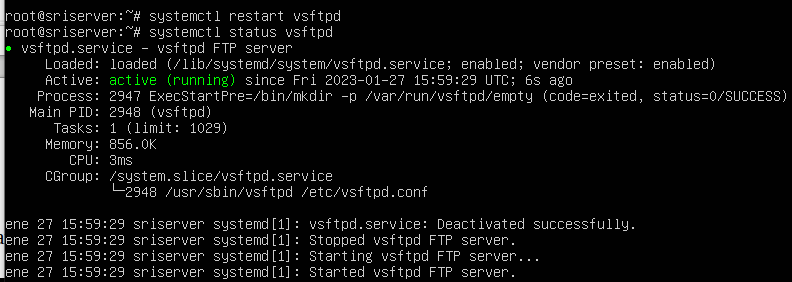 root@sriserver:~# systemctl restart vsftpd
root@sriserver:~# systemctl status vsftpd
● vsftpd.service - vsftpd FTP server
Loaded: loaded (/lib/systemd/system/vsftpd.service; enabled; vendor preset: enabled)
Active: active (running) since Fri 2023-01-27 15:59:29 UTC; 6s ago
Process: 2947 ExecStartPre=/bin/mkdir -p /var/run/vsftpd/empty (code=exited, status=0/SUCCESS)
Main PID: 2948 (vsftpd)
Tasks: 1 (limit: 1029)
Memory: 856.0K
CPU: 3ms
CGroup: /system.slice/vsftpd.service
└─2948 /usr/sbin/vsftpd /etc/vsftpd.conf
ene 27 15:59:29 sriserver systemd[1]: vsftpd.service: Deactivated successfully.
ene 27 15:59:29 sriserver systemd[1]: Stopped vsftpd FTP server.
ene 27 15:59:29 sriserver systemd[1]: Starting vsftpd FTP server...
ene 27 15:59:29 sriserver systemd[1]: Started vsftpd FTP server.